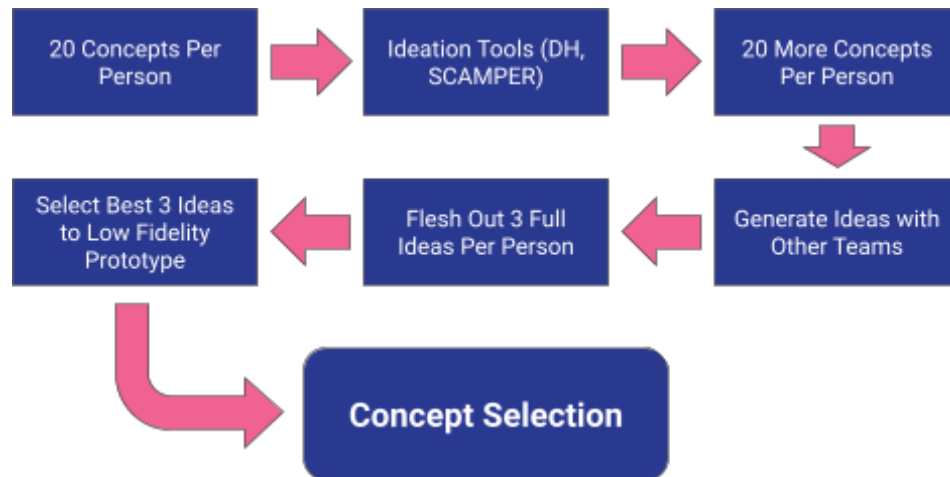 20 Concepts Per
Person
Ideation Tools (DH,
SCAMPER)
20 More Concepts
Per Person
Generate Ideas with
Other Teams
Flesh Out 3 Full
Ideas Per Person
Select Best 3 Ideas
to Low Fidelity
Prototype
Concept Selection